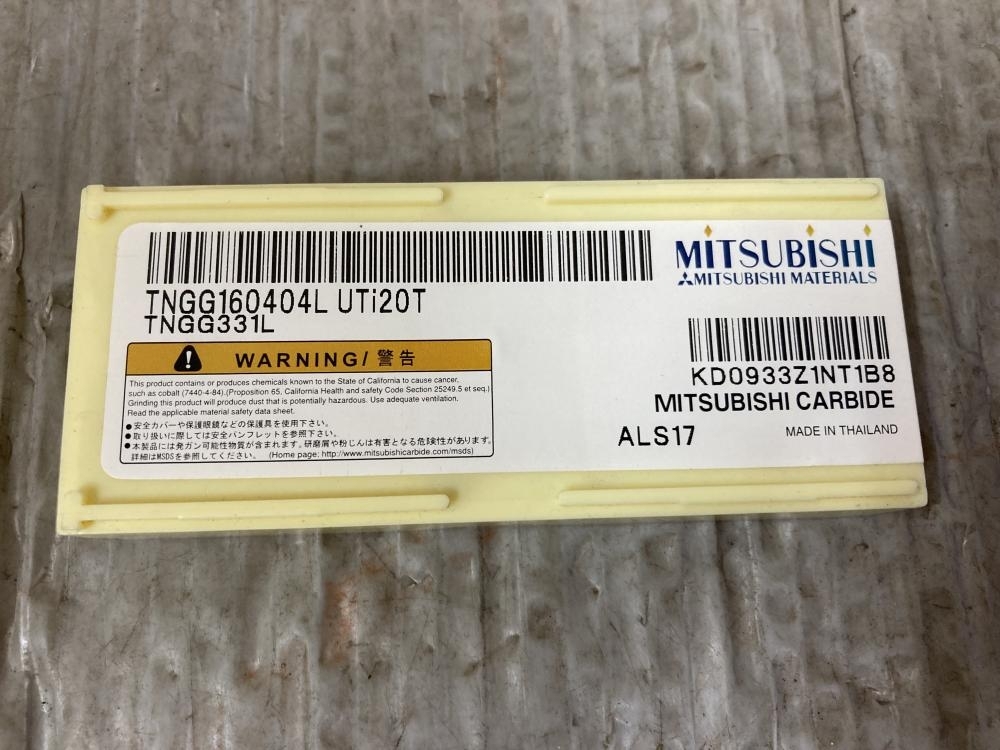 TNGG160404L UTi20T
TNGG331L
MITSUBISHI
MITSUBISHI MATERIALS
WARNING/ 警告
This product contains or produces chemicals known to the State of California to cause cancer,
such as cobalt (7440-4-84).(Proposition 65, California Health and safety Code Section 25249.5 et seq.)
Grinding this product will produce dust that is potentially hazardous. Use adequate ventilation.
Read the applicable material safety data sheet.
●安全カバーや保護眼鏡などの保護具を使用下さい。
●取り扱いに際しては安全パンフレットを参照下さい。
●本製品には発ガン可能性物質が含まれます。研磨屑や粉じんは有害となる危険性があります。
詳細はMSDSを参照してください。 (Home page; http://www.mitsubishicarbide.com/msds)
KD0933Z1NT1B8
MITSUBISHI CARBIDE
ALS17
MADE IN THAILAND